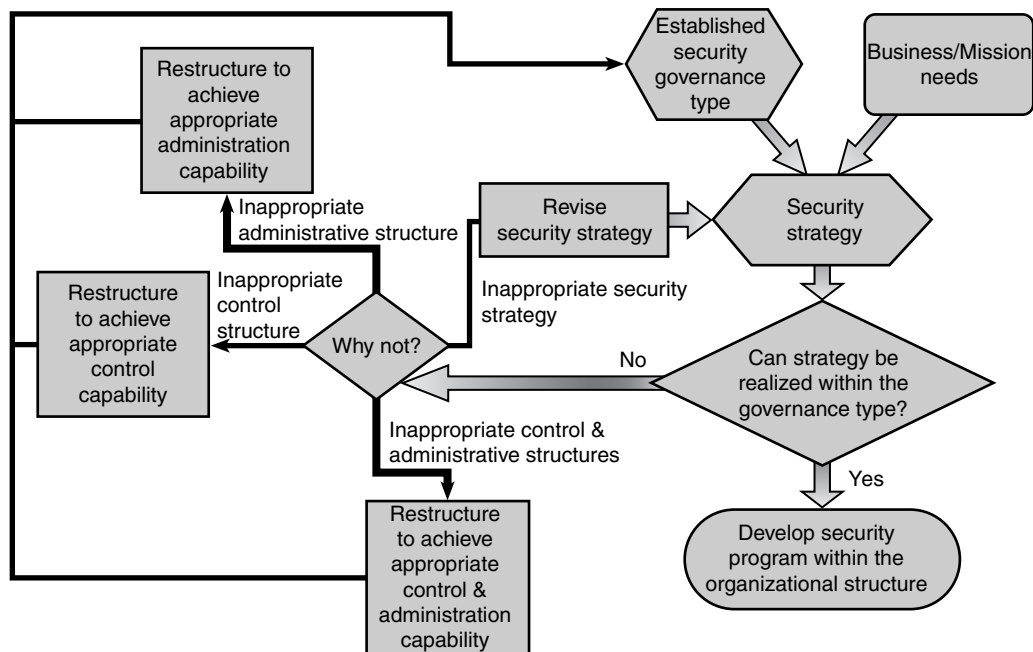 Established
security
governance
type
Business/Mission
needs
Restructure to
achieve
appropriate
administration
capability
Inappropriate
administrative structure
Revise
security strategy
Security
strategy
Inappropriate
control
structure
Inappropriate security
strategy
Restructure
to achieve
appropriate
control
capability
Why not?
No
Can strategy be
realized within the
governance type?
Inappropriate control &
administrative structures
Yes
Restructure
to achieve
appropriate
control &
administration
capability
Develop security
program within the
organizational structure